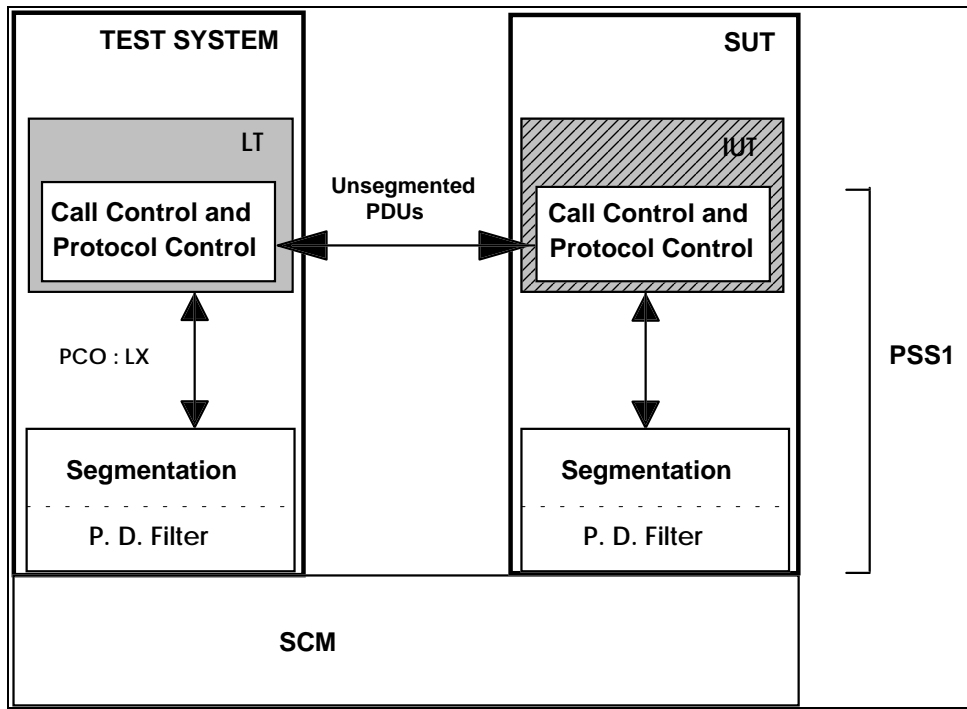 TEST SYSTEM
SUT
LT
IUT
Unsegmented
PDUs
Call Control and
Protocol Control
Call Control and
Protocol Control
PCO : LX
PSS1
Segmentation
P. D. Filter
Segmentation
P. D. Filter
SCM